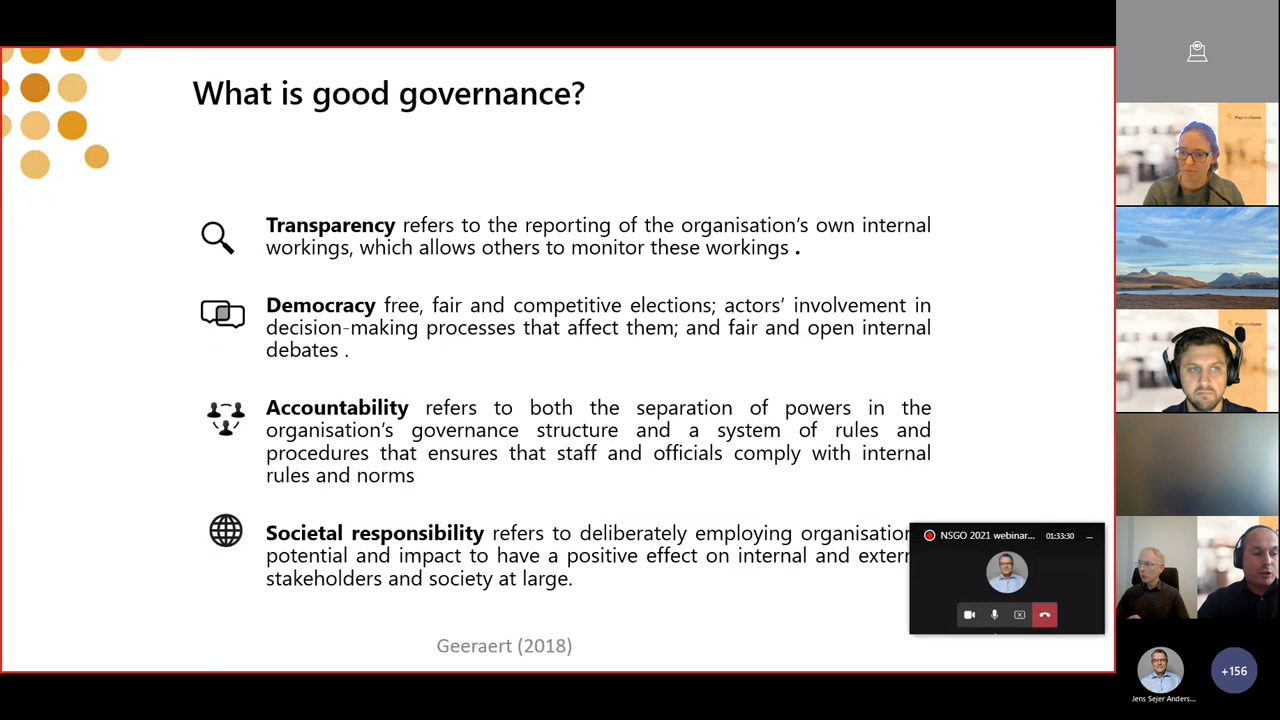 What is good governance?
Transparency refers to the reporting of the organisation's own internal
workings, which allows others to monitor these workings .
Democracy free, fair and competitive elections; actors' involvement in
decision-making processes that affect them; and fair and open internal
debates .
Accountability refers to both the separation of powers in the
organisation's governance structure and a system of rules and
procedures that ensures that staff and officials comply with internal
rules and norms
Societal responsibility refers to deliberately employing organisation
potential and impact to have a positive effect on internal and extern
stakeholders and society at large.
Geeraert (2018)
NSGO 2021 webinar... 01:33:30
Jens Sejer Anders...
+156